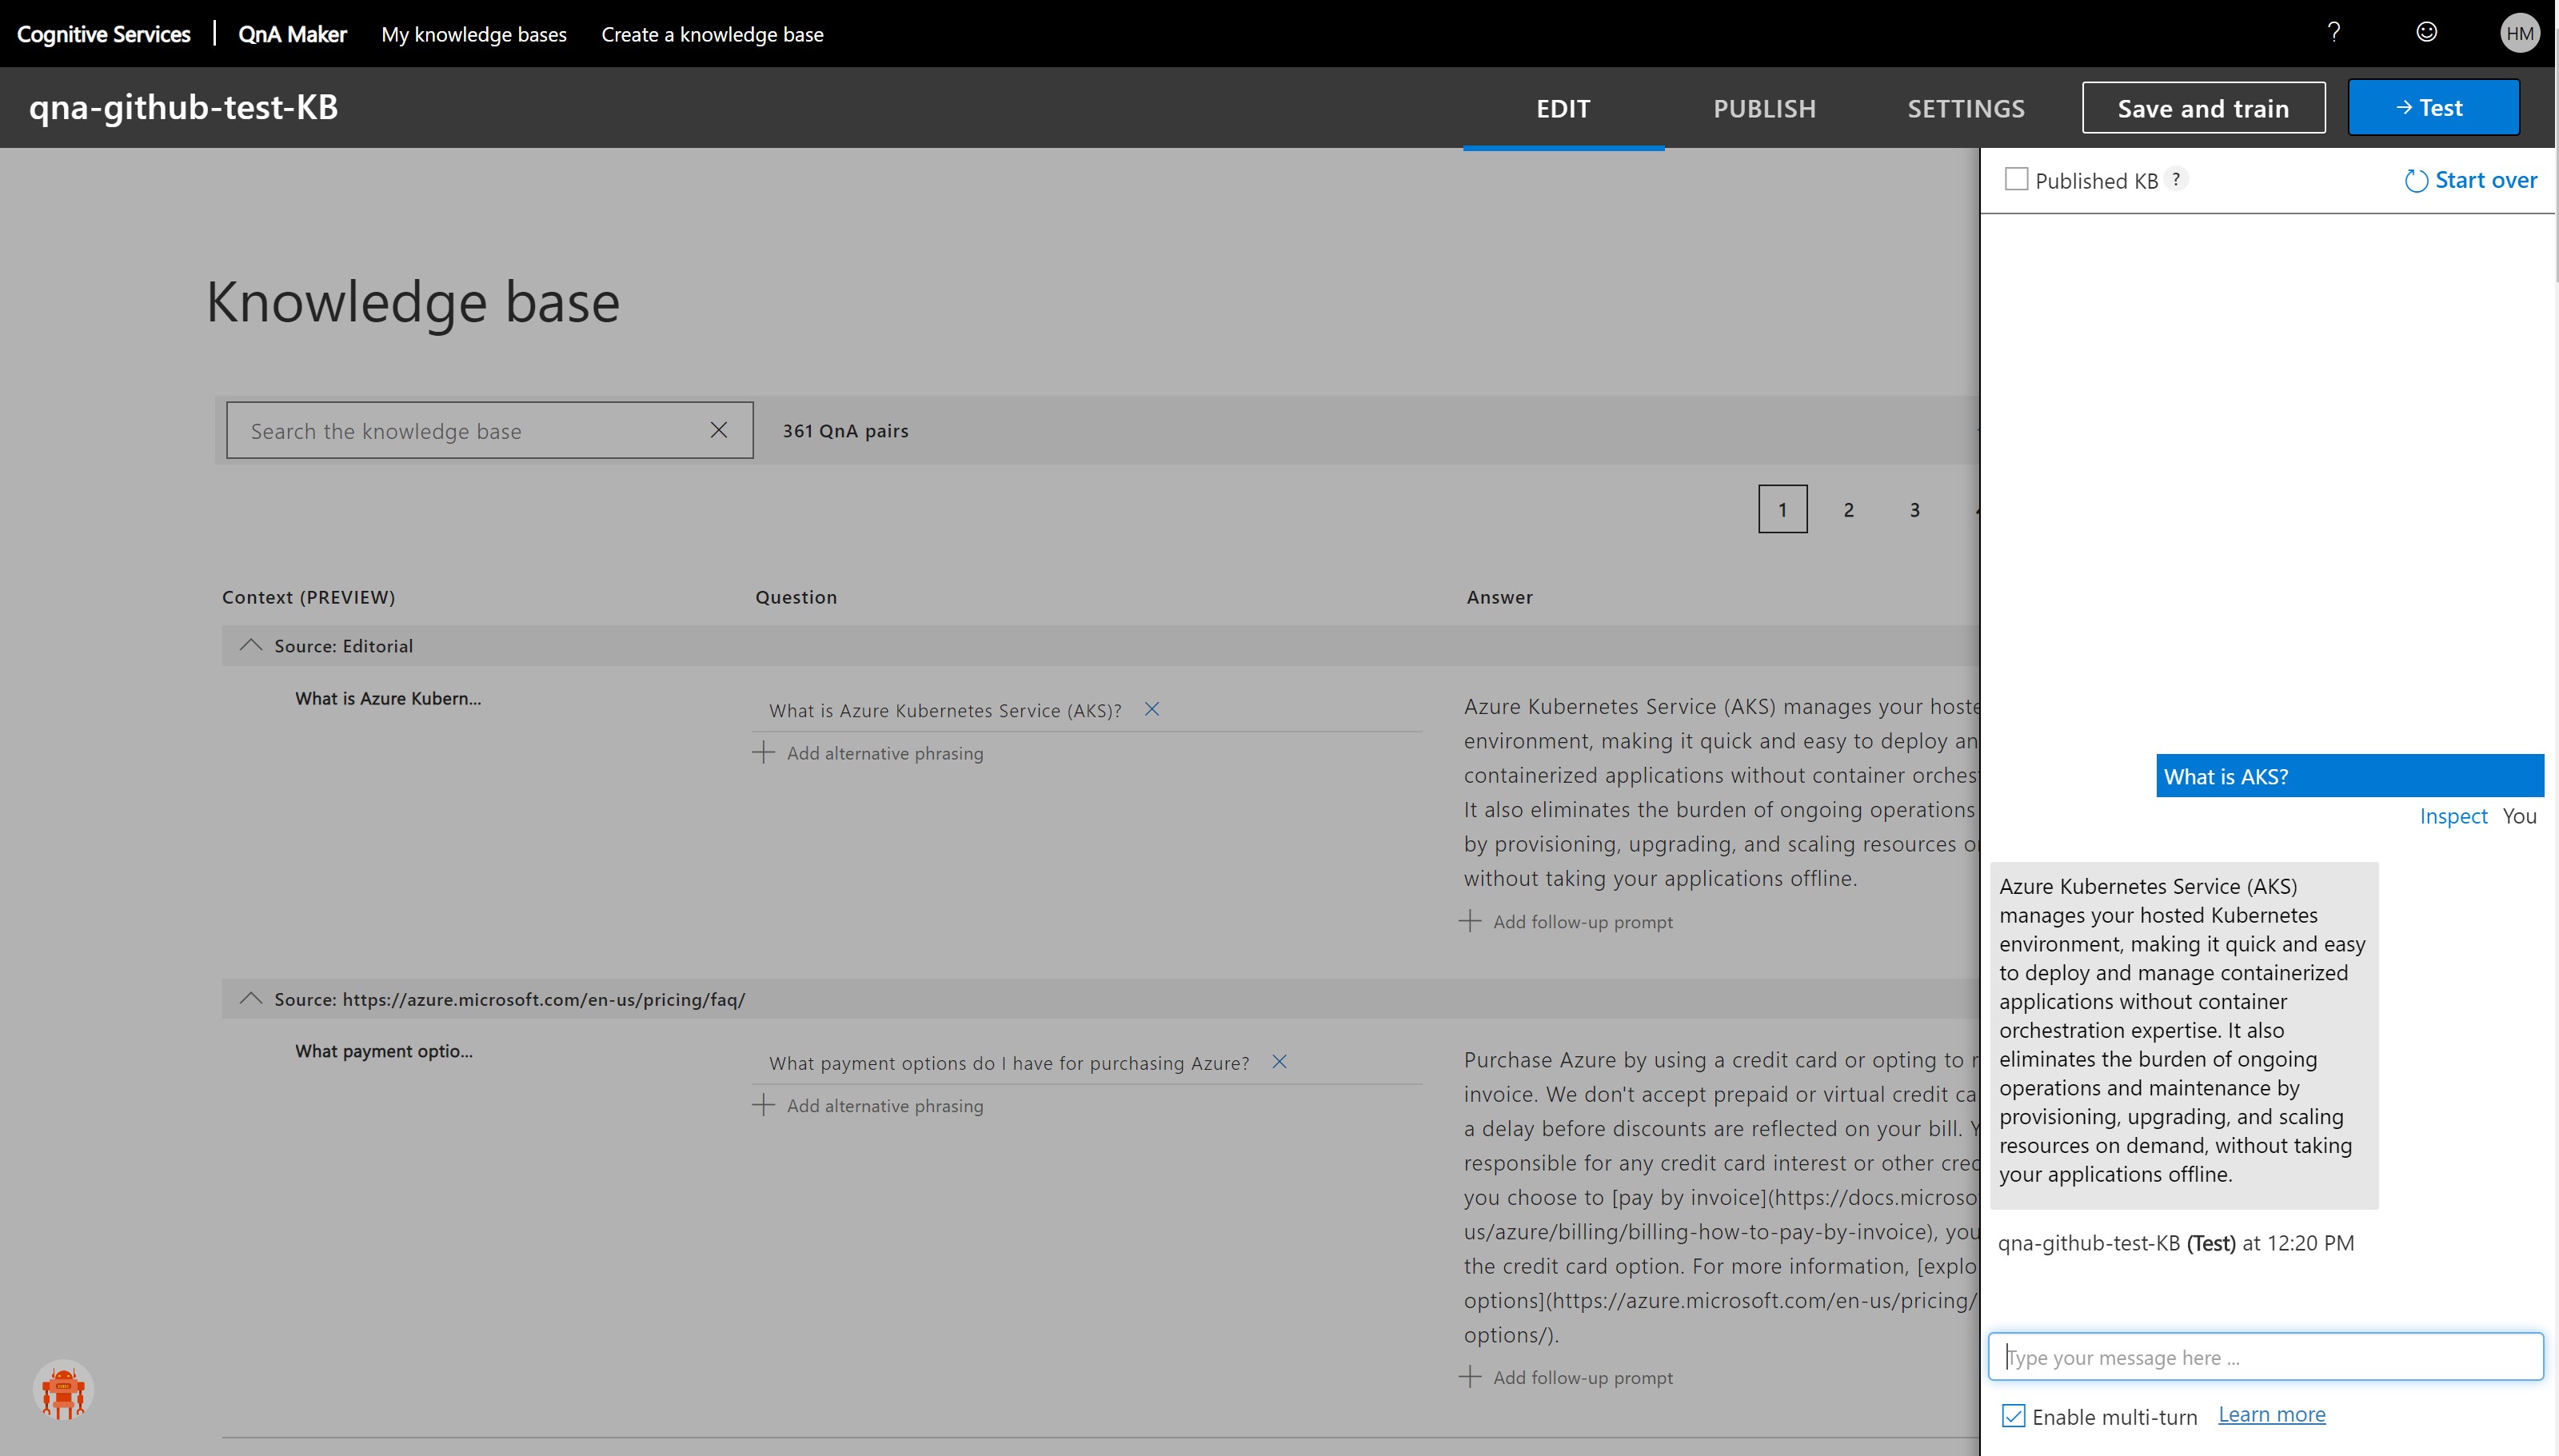 Cognitive Services | QnA Maker My knowledge bases Create a knowledge base ? HM
qna-github-test-KB EDIT PUBLISH SETTINGS Save and train → Test
Published KB ? Start over
Knowledge base
Search the knowledge base 361 QnA pairs
1 2 3
Context (PREVIEW) Question Answer
Source: Editorial
What is Azure Kubern...
What is Azure Kubernetes Service (AKS)?
Add alternative phrasing
Azure Kubernetes Service (AKS) manages your hoste
environment, making it quick and easy to deploy an
containerized applications without container orches
It also eliminates the burden of ongoing operations
by provisioning, upgrading, and scaling resources o
without taking your applications offline.
Add follow-up prompt
Source: https://azure.microsoft.com/en-us/pricing/faq/
What payment optio...
What payment options do I have for purchasing Azure?
Add alternative phrasing
Purchase Azure by using a credit card or opting to r
invoice. We don't accept prepaid or virtual credit ca
a delay before discounts are reflected on your bill. Y
responsible for any credit card interest or other cred
you choose to [pay by invoice](https://docs.microso
us/azure/billing/billing-how-to-pay-by-invoice), you
the credit card option. For more information, [explo
options](https://azure.microsoft.com/en-us/pricing/
options/).
Add follow-up prompt
What is AKS?
Inspect You
Azure Kubernetes Service (AKS)
manages your hosted Kubernetes
environment, making it quick and easy
to deploy and manage containerized
applications without container
orchestration expertise. It also
eliminates the burden of ongoing
operations and maintenance by
provisioning, upgrading, and scaling
resources on demand, without taking
your applications offline.
qna-github-test-KB (Test) at 12:20 PM
Type your message here ...
Enable multi-turn Learn more